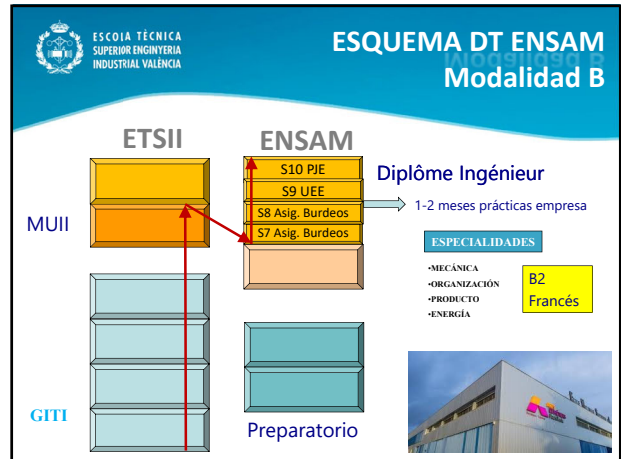 ESCOLA TÈCNICA
SUPERIOR ENGINYERIA
INDUSTRIAL VALÈNCIA
ESQUEMA DT ENSAM
Modalidad B
ETSII
ENSAM
S10 PJE
S9 UEE
S8 Asig. Burdeos
S7 Asig. Burdeos
Diplôme Ingénieur
1-2 meses prácticas empresa
MUII
ESPECIALIDADES
•MECÁNICA
•ORGANIZACIÓN
•PRODUCTO
•ENERGÍA
B2
Francés
GITI
Preparatorio